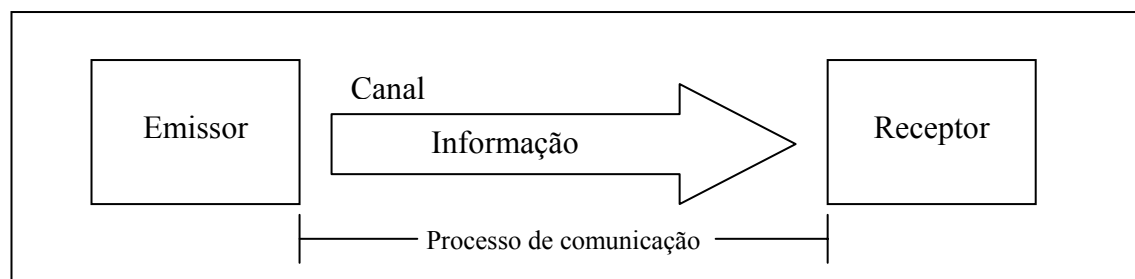 Canal
Emissor
Informação
Receptor
Processo de comunicação